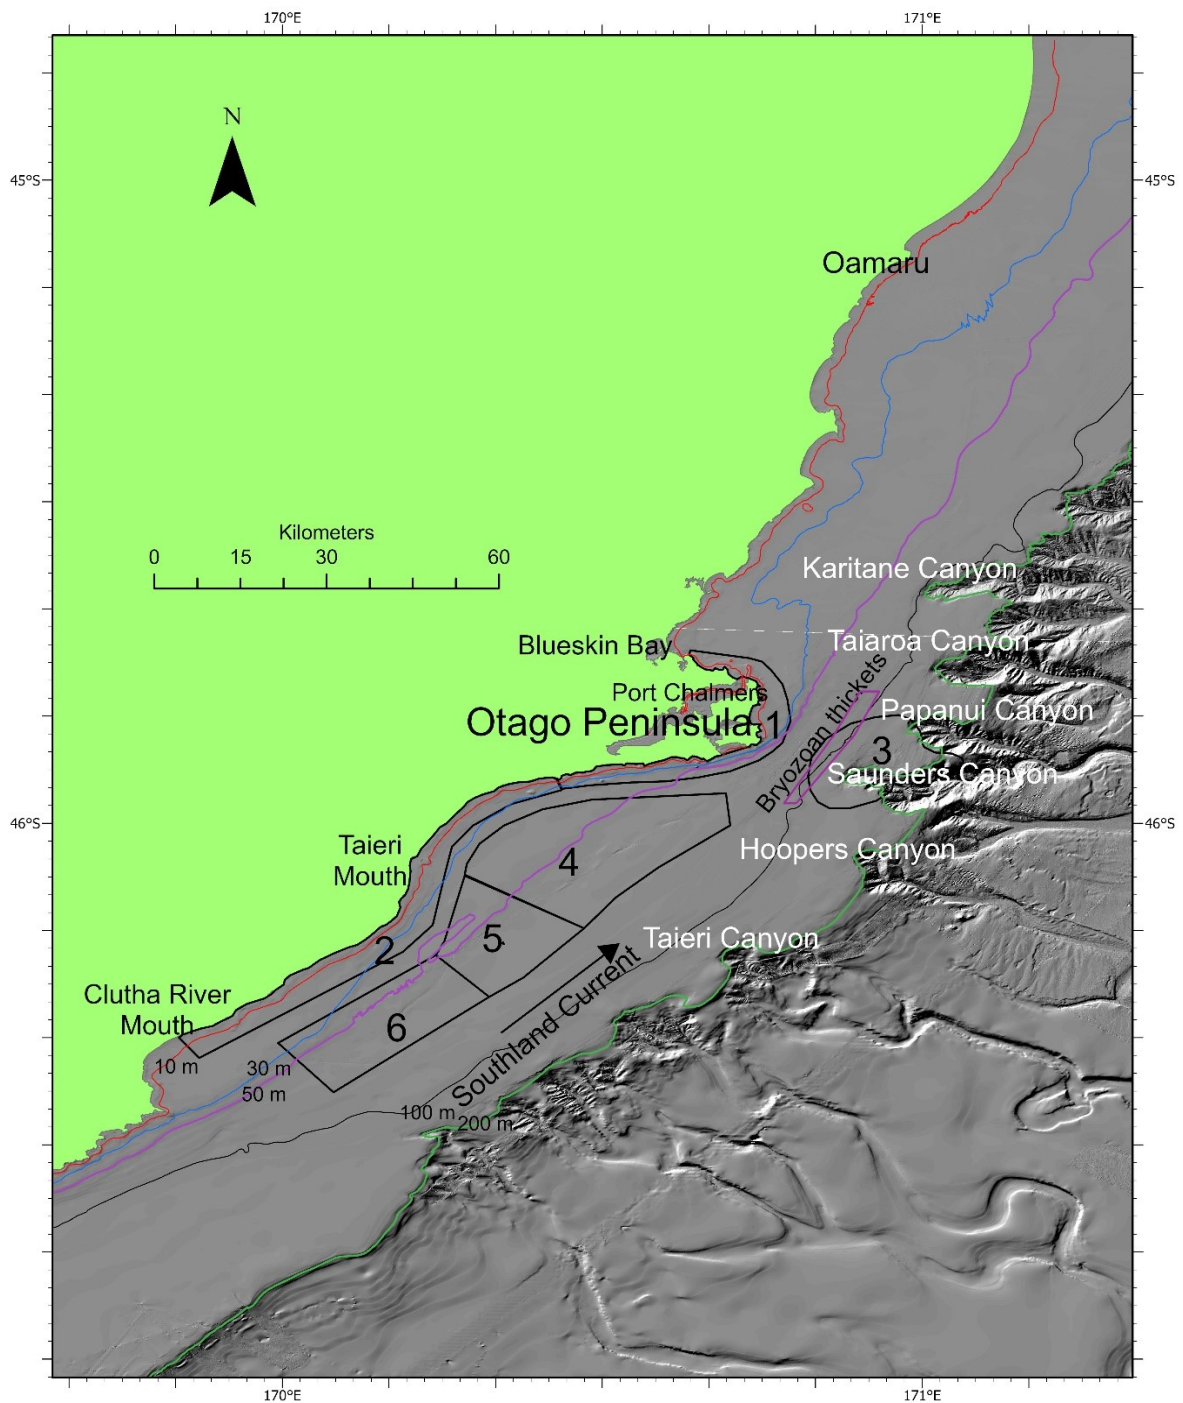 170°E
171°E
N
45°S
45°S
Oamaru
Kilometers
0 15 30 60
Karitane Canyon
Blueskin Bay
Taiaroa Canyon
Port Chalmers
Otago Peninsula
1
Bryozoan thickets
Papanui Canyon
3
Saunders Canyon
46°S
46°S
Taieri
Mouth
4
Hoopers Canyon
2
5
Taieri Canyon
Clutha River
Mouth
6
Southland Current
10 m
30 m
50 m
100 m
200 m
170°E
171°E